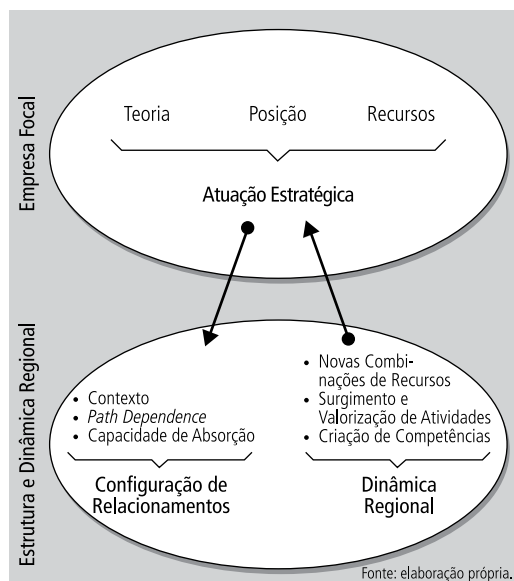 Empresa Focal
Teoria Posição Recursos
Atuação Estratégica
Estrutura e Dinâmica Regional
• Contexto
• Path Dependence
• Capacidade de Absorção
Configuração de
Relacionamentos
• Novas Combi-
nações de Recursos
• Surgimento e
Valorização de Atividades
• Criação de Competências
Dinâmica
Regional
Fonte: elaboração própria.